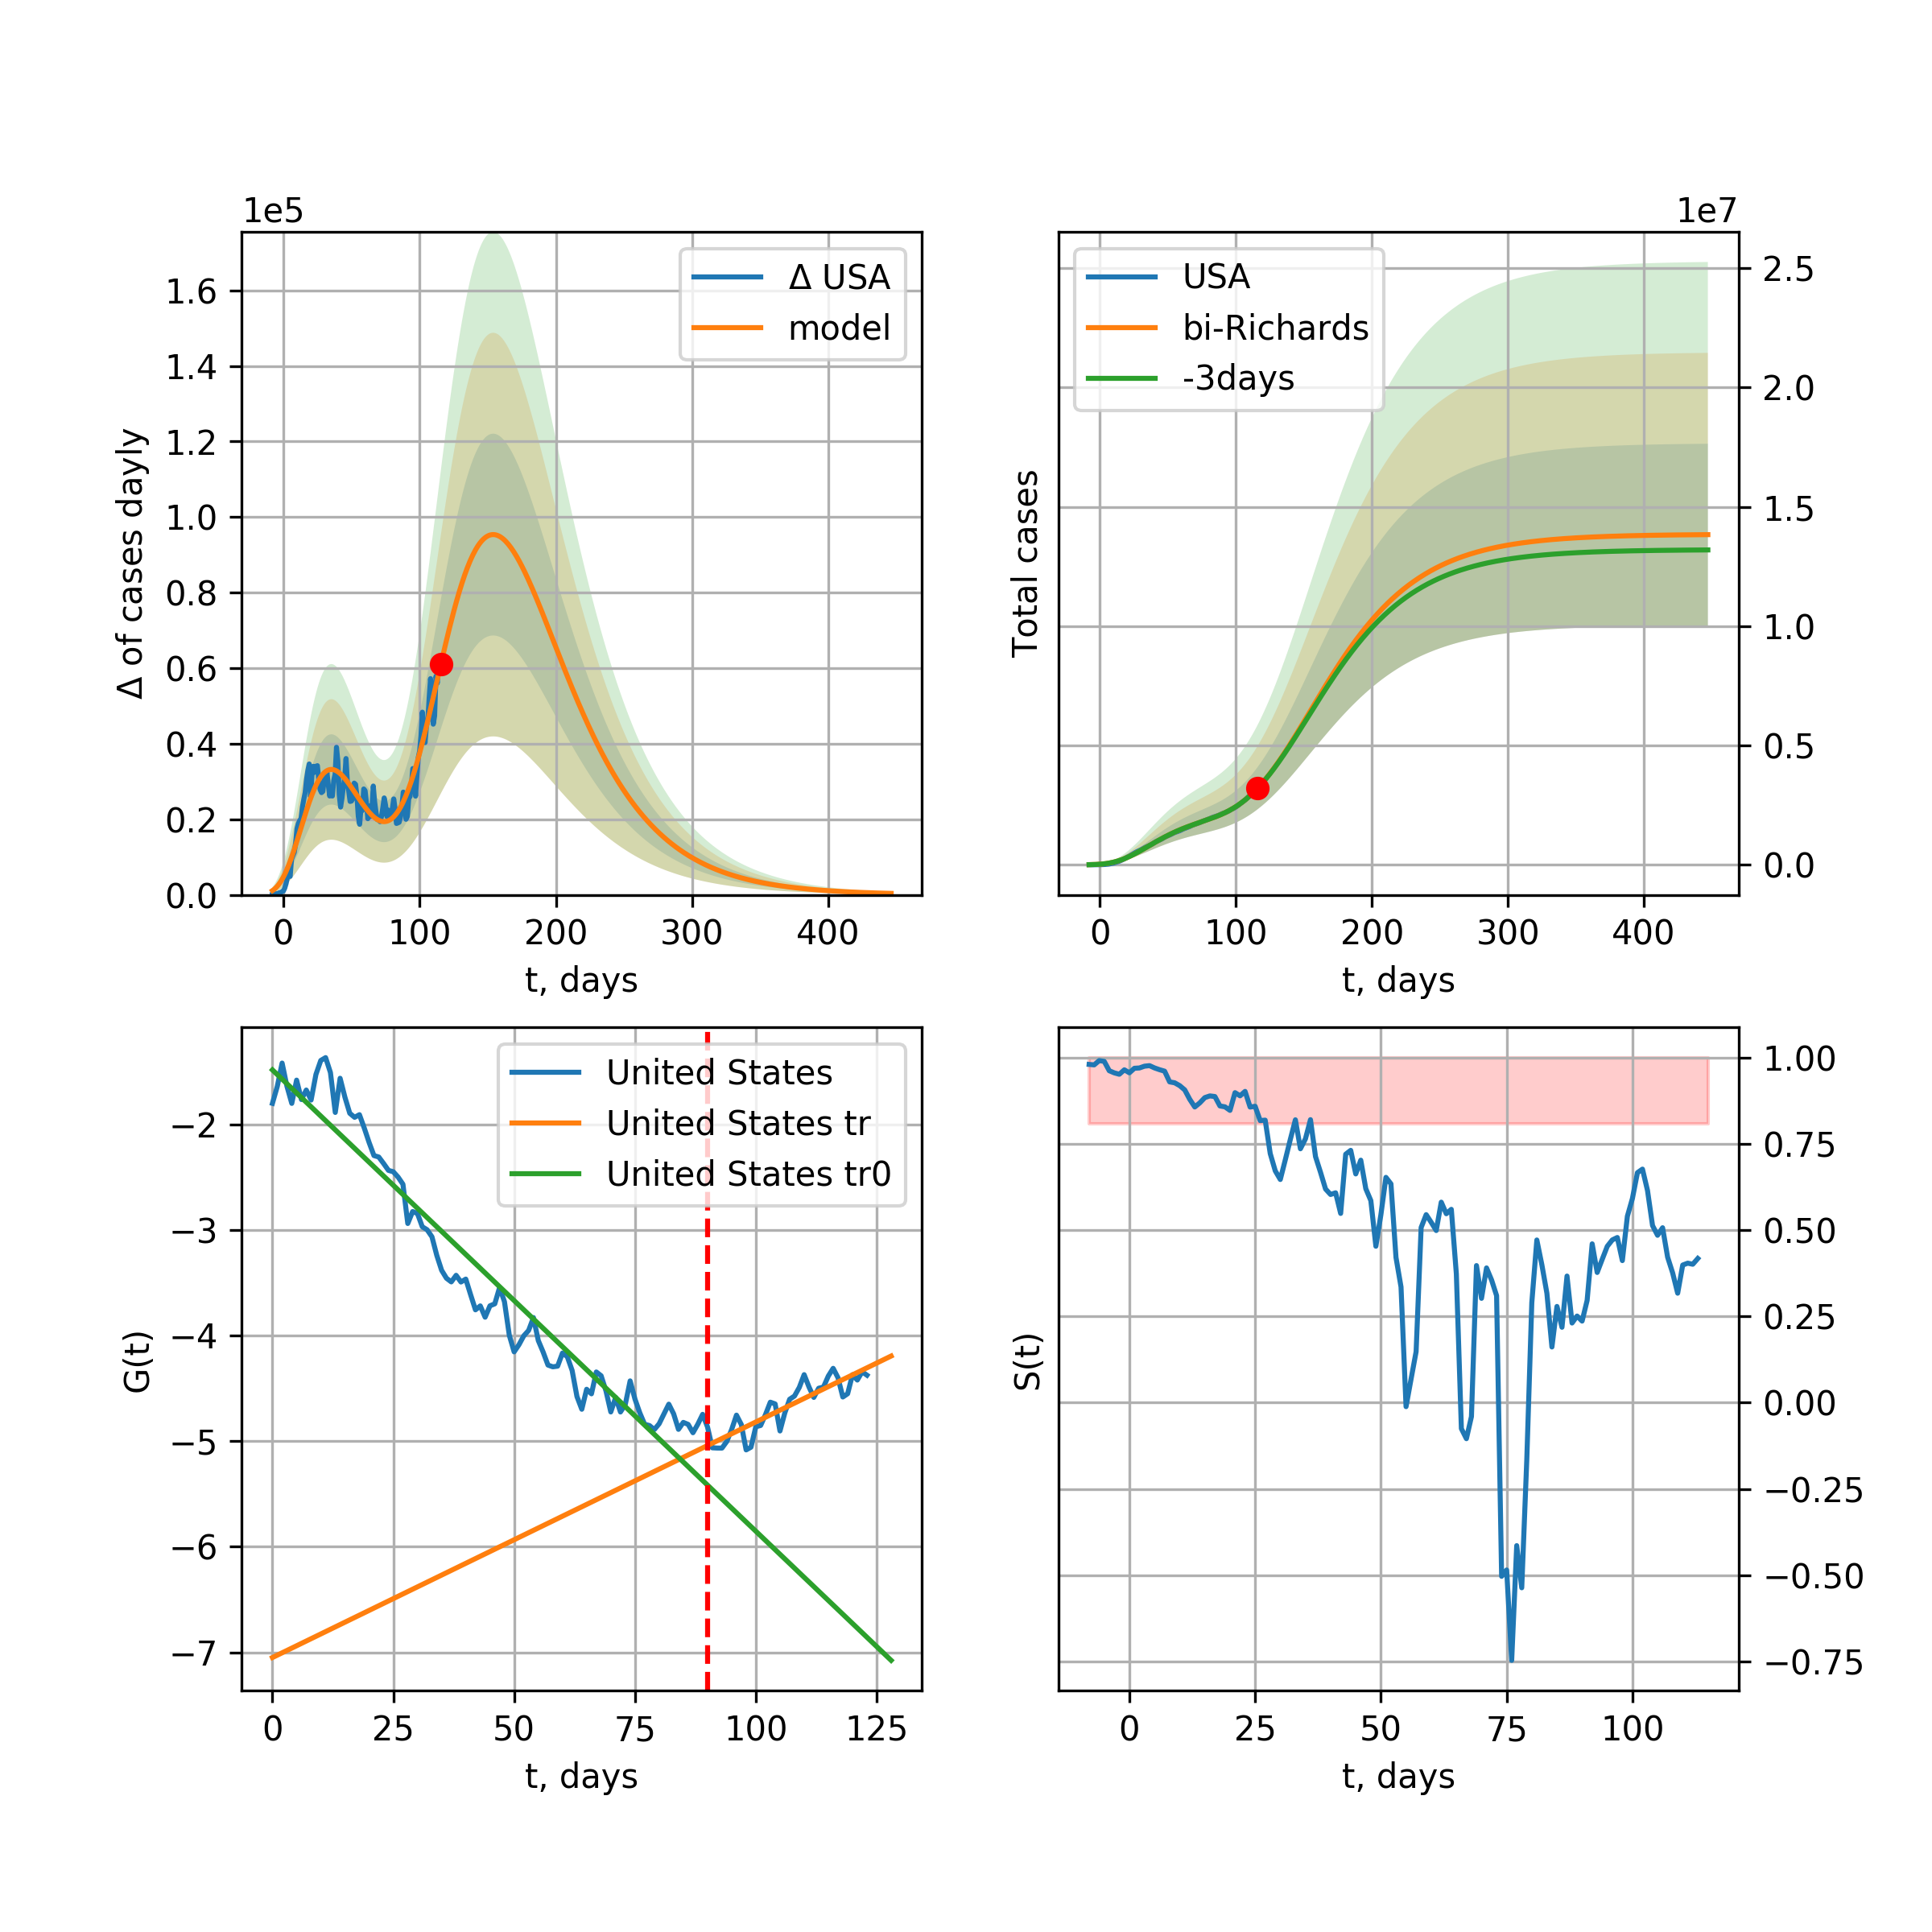 1e5
Δ of cases dayly
1.6
1.4
1.2
1.0
0.8
0.6
0.4
0.2
0.0
Δ USA
model
0
100
200
300
400
t, days
1e7
Total cases
USA
bi-Richards
-3days
2.5
2.0
1.5
1.0
0.5
0.0
0
100
200
300
400
t, days
G(t)
−2
−3
−4
−5
−6
−7
United States
United States tr
United States tr0
0
25
50
75
100
125
t, days
S(t)
1.00
0.75
0.50
0.25
0.00
−0.25
−0.50
−0.75
0
25
50
75
100
t, days